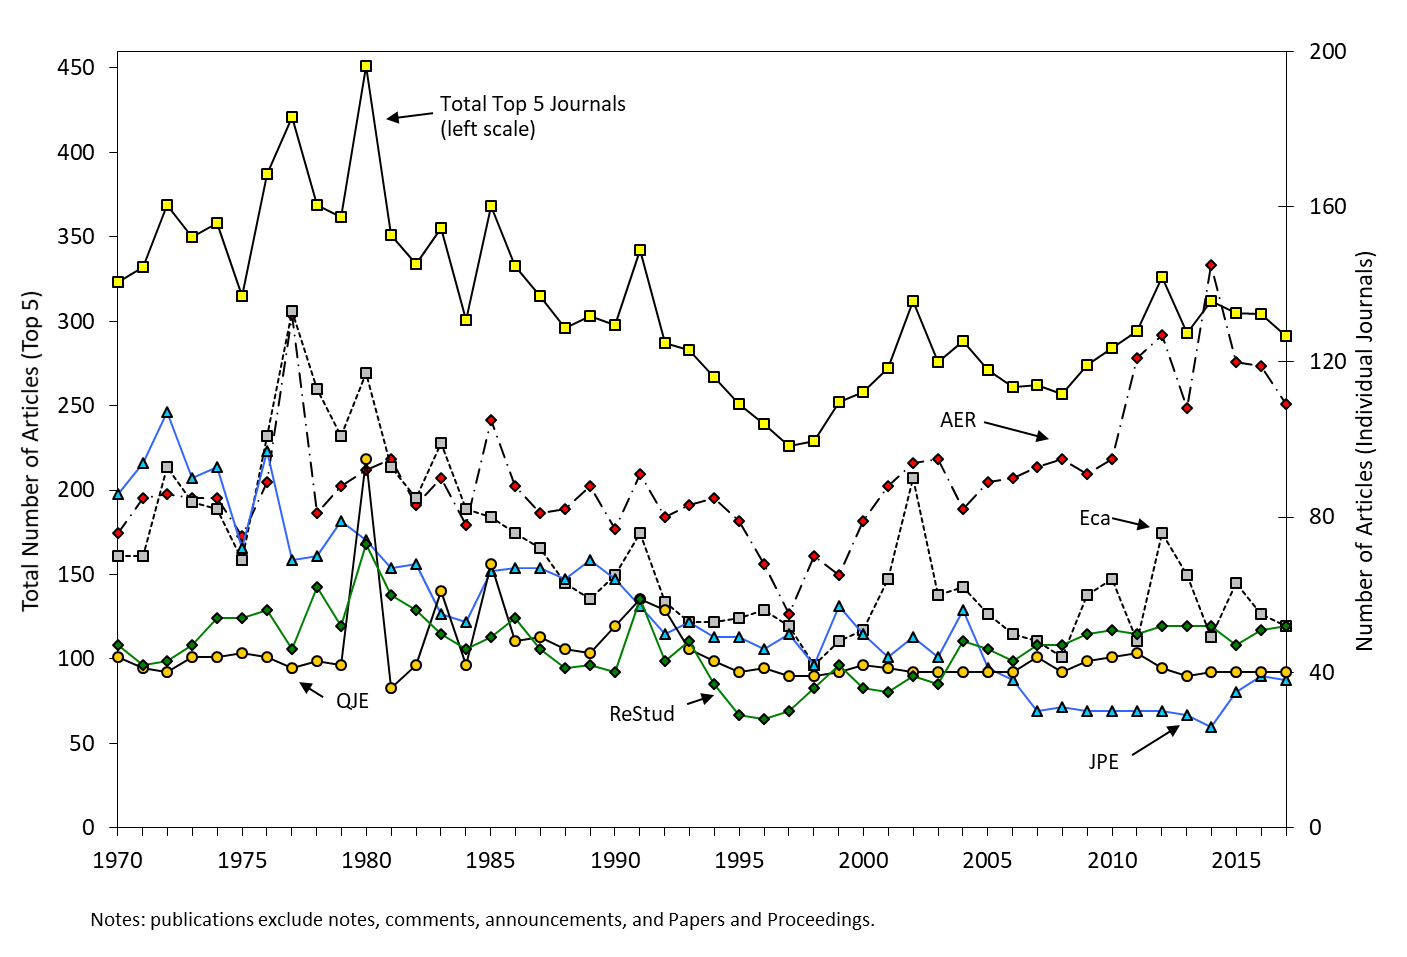 Total Number of Articles (Top 5)
450
400
350
300
250
200
150
100
50
0
Total Top 5 Journals
(left scale)
AER
Eca
QJE
ReStud
JPE
200
160
120
80
40
0
Number of Articles (Individual Journals)
1970
1975
1980
1985
1990
1995
2000
2005
2010
2015
Notes: publications exclude notes, comments, announcements, and Papers and Proceedings.